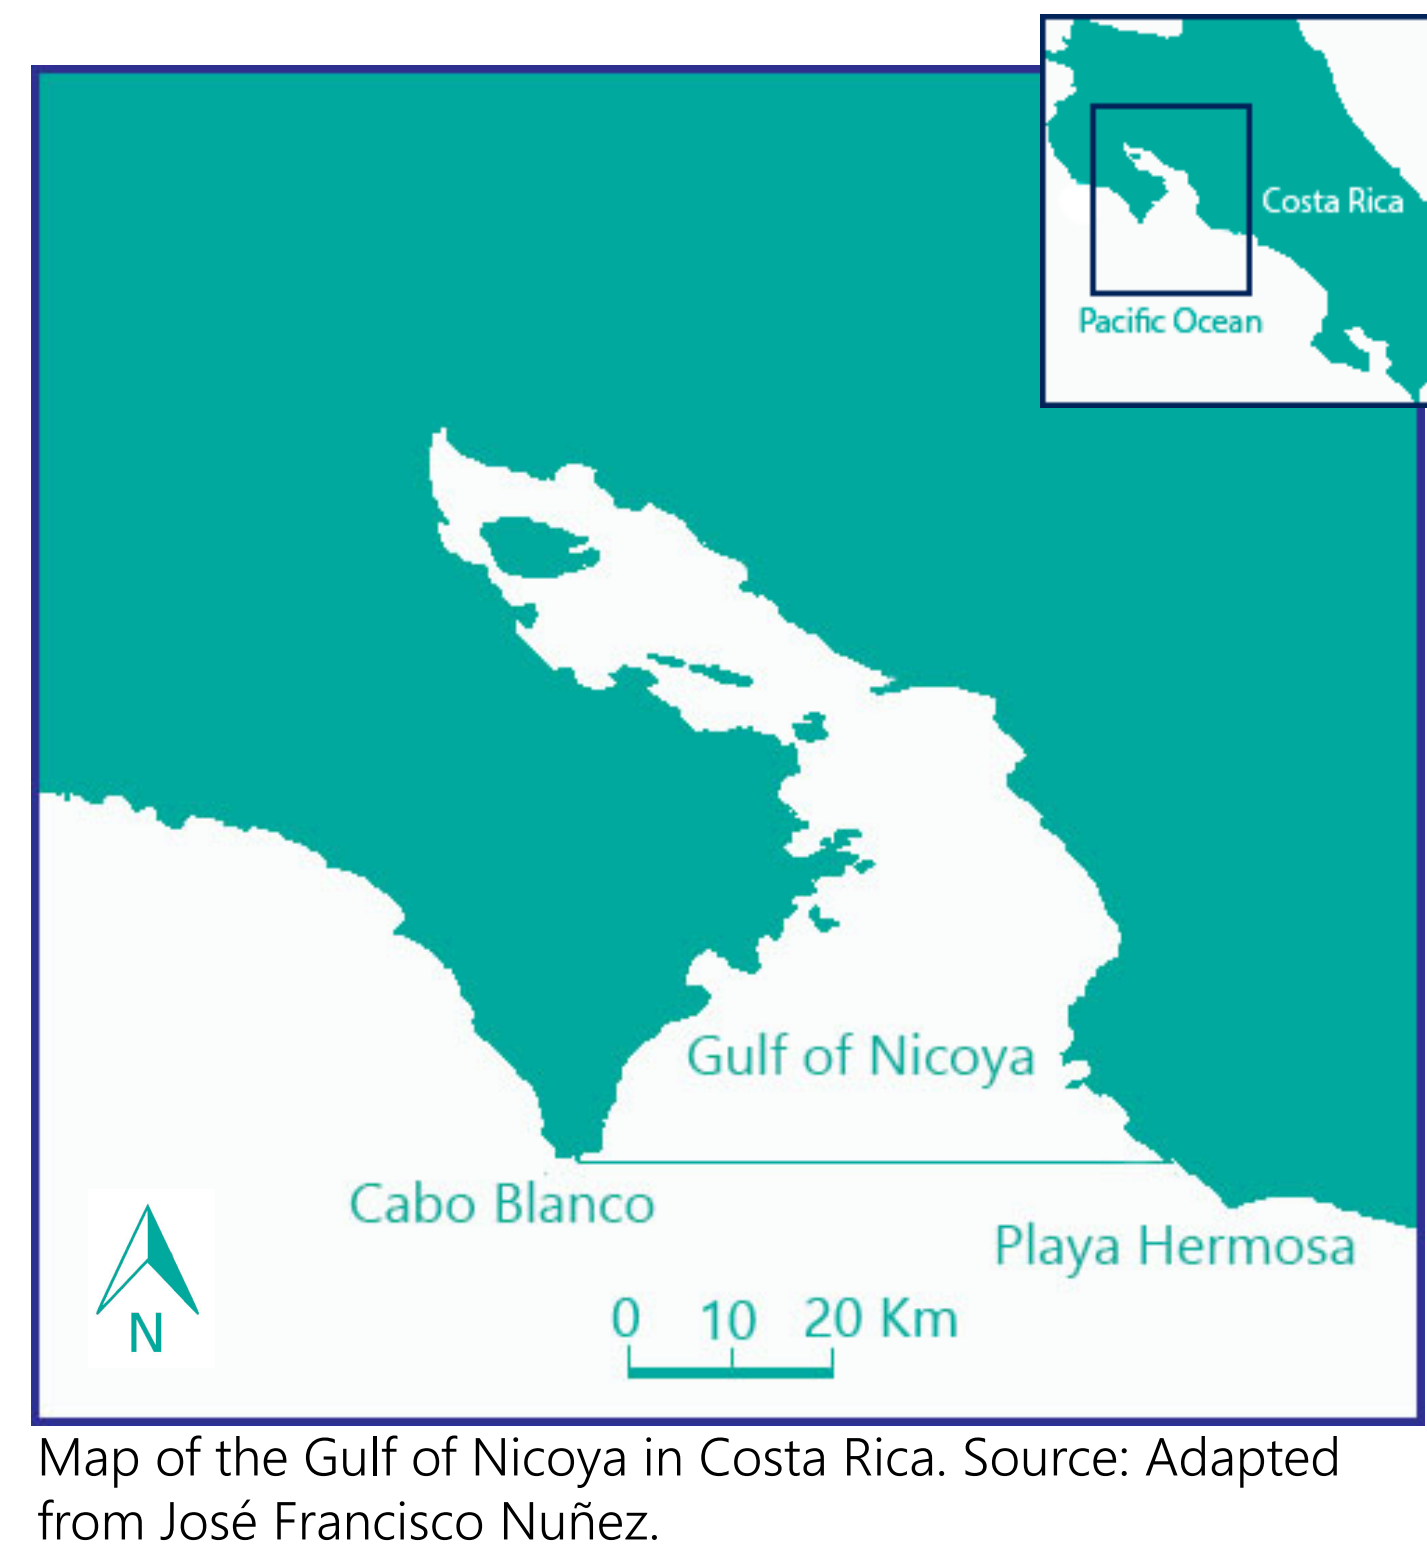 Costa Rica
Pacific Ocean
Gulf of Nicoya
Cabo Blanco
Playa Hermosa
N
0 10 20 Km
Map of the Gulf of Nicoya in Costa Rica. Source: Adapted
from José Francisco Nuñez.